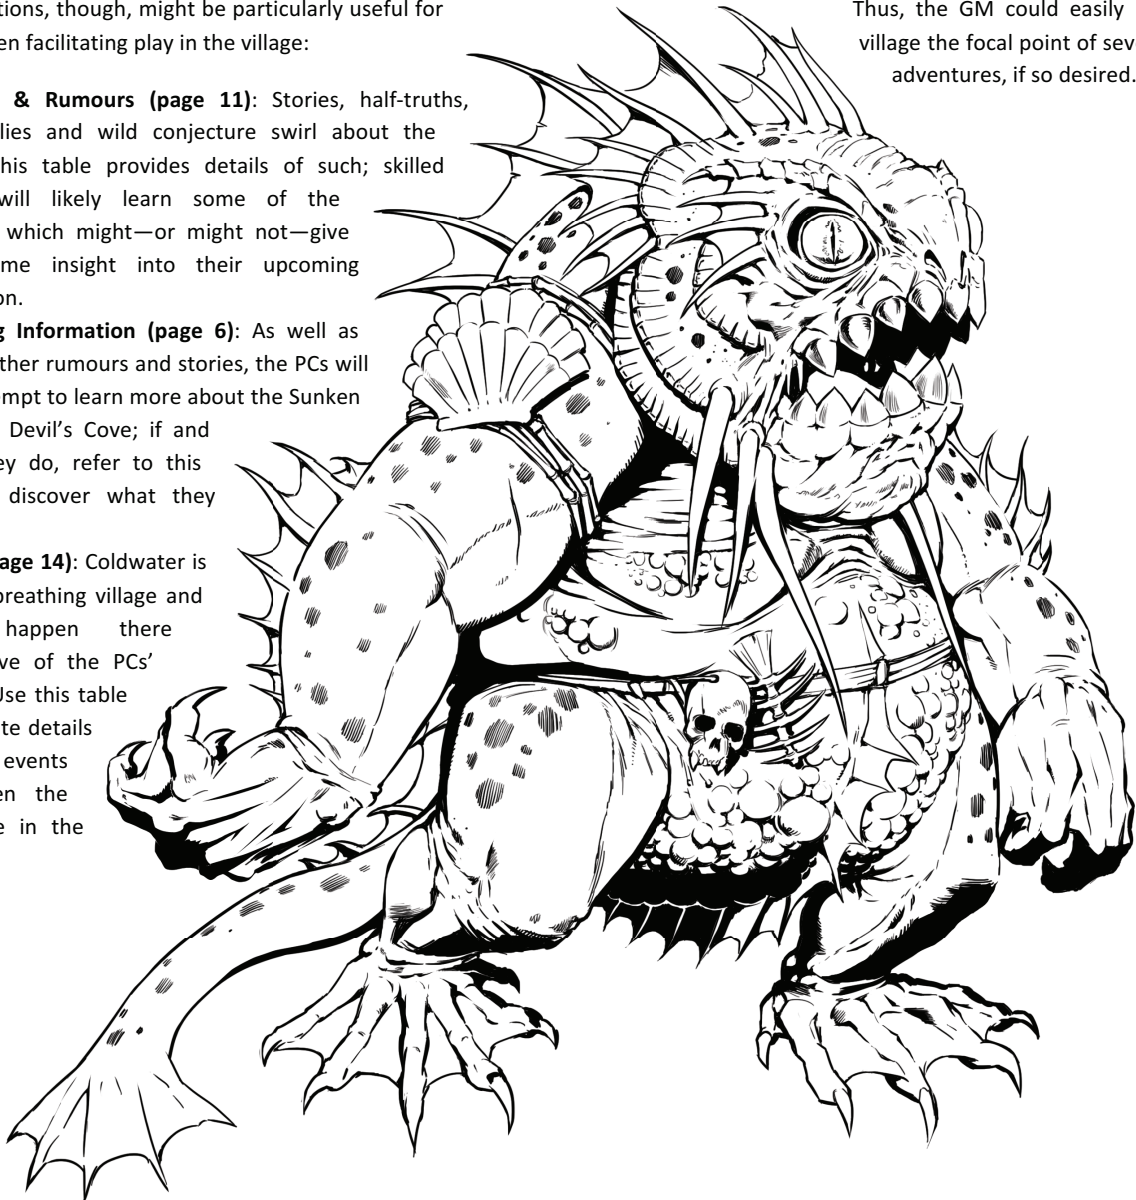 tions, though, might be particularly useful for
en facilitating play in the village:
& Rumours (page 11): Stories, half-truths,
lies and wild conjecture swirl about the
his table provides details of such; skilled
will likely learn some of the
which might—or might not—give
me insight into their upcoming
on.
g Information (page 6): As well as
ther rumours and stories, the PCs will
empt to learn more about the Sunken
Devil’s Cove; if and
ey do, refer to this
discover what they
age 14): Coldwater is
breathing village and
happen there
ve of the PCs’
Use this table
te details
events
en the
e in the
Thus, the GM could easily
village the focal point of sev
adventures, if so desired.